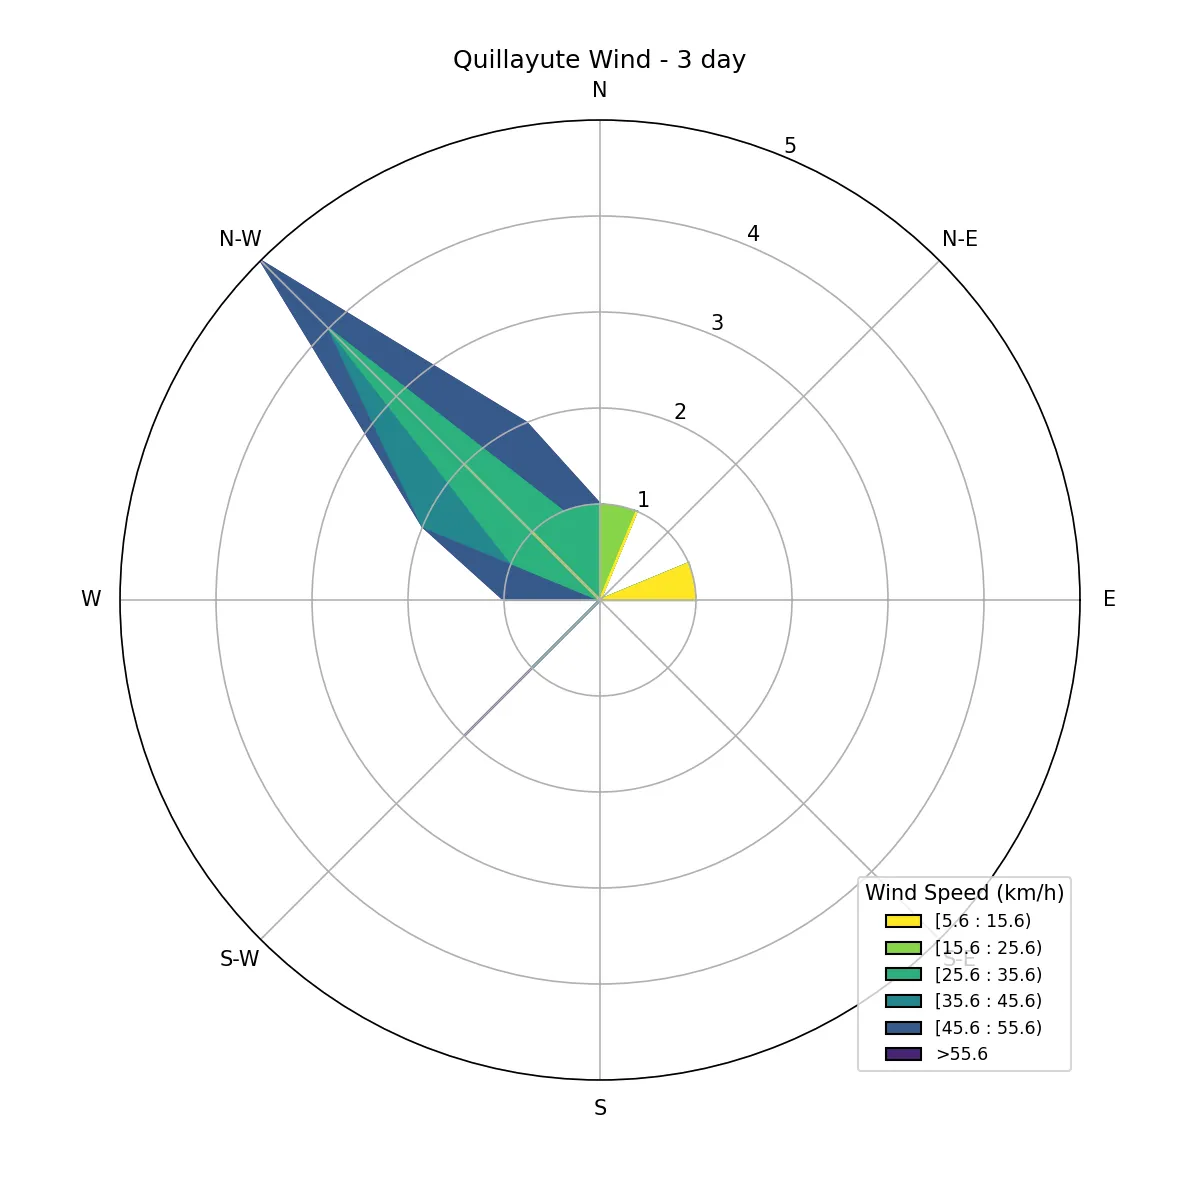 Quillayute Wind - 3 day
N
5
N-W
4
N-E
3
2
1
W
E
S-W
S-E
S
Wind Speed (km/h)
[5.6 : 15.6)
[15.6 : 25.6)
[25.6 : 35.6)
[35.6 : 45.6)
[45.6 : 55.6)
>55.6